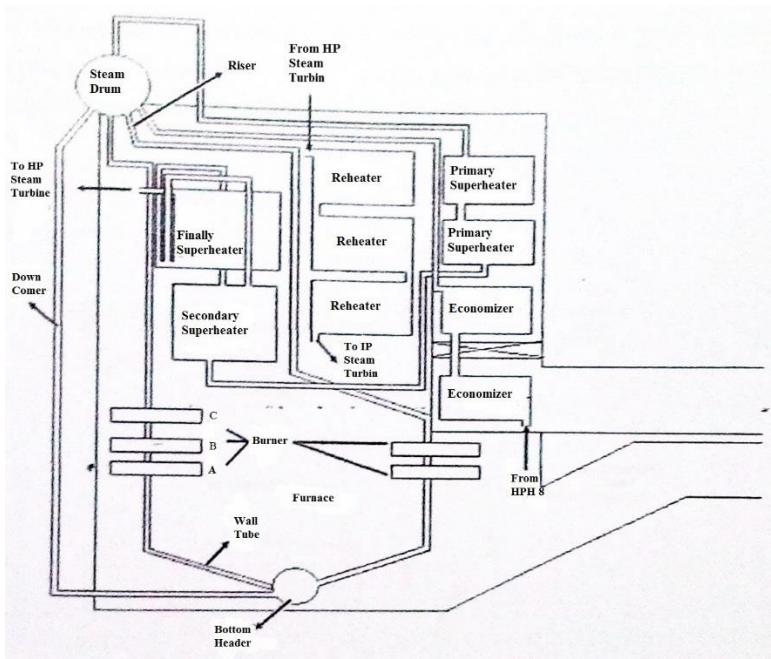 Steam
Drum
Riser
From HP
Steam
Turbin
To HP
Steam
Turbine
Reheater
Primary
Superheater
Finally
Superheater
Reheater
Primary
Superheater
Down
Comer
Secondary
Superheater
Reheater
Economizer
To IP
Steam
Turbin
Economizer
C
B
A
Burner
From
HPH 8
Furnace
Wall
Tube
Bottom
Header